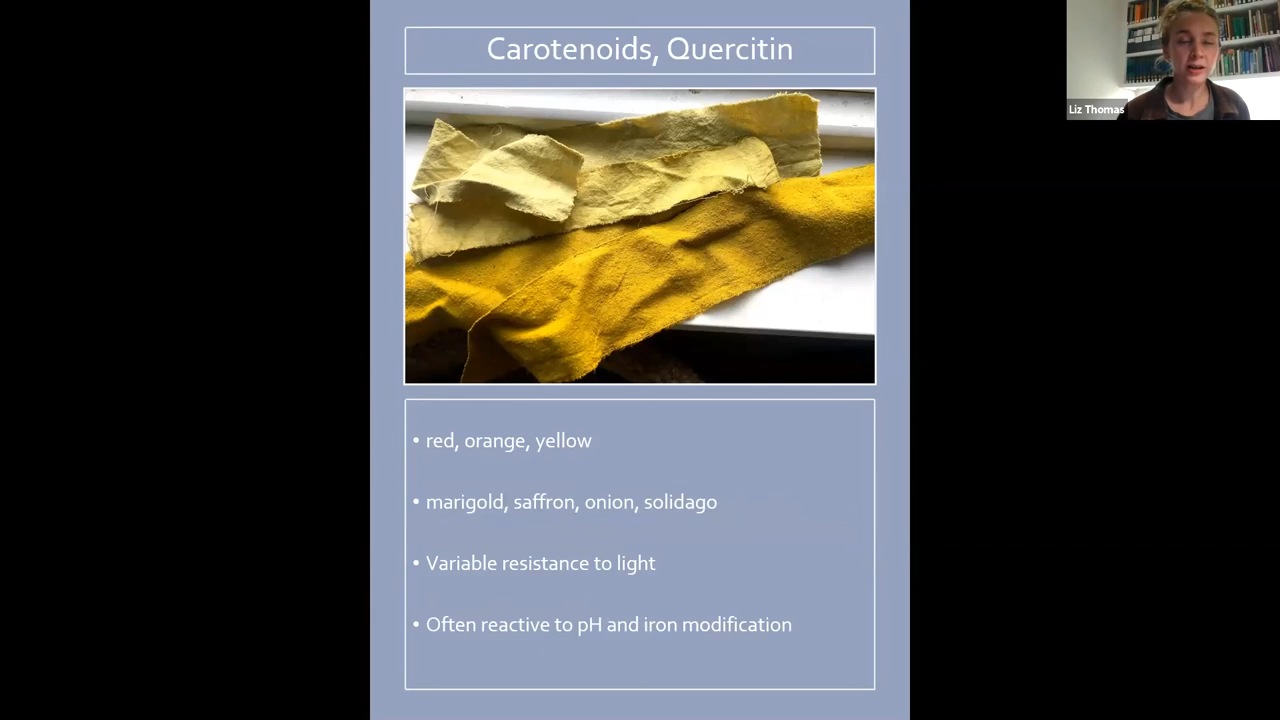 Carotenoids, Quercitin
Liz Thomas
• red, orange, yellow
• marigold, saffron, onion, solidago
• Variable resistance to light
• Often reactive to pH and iron modification